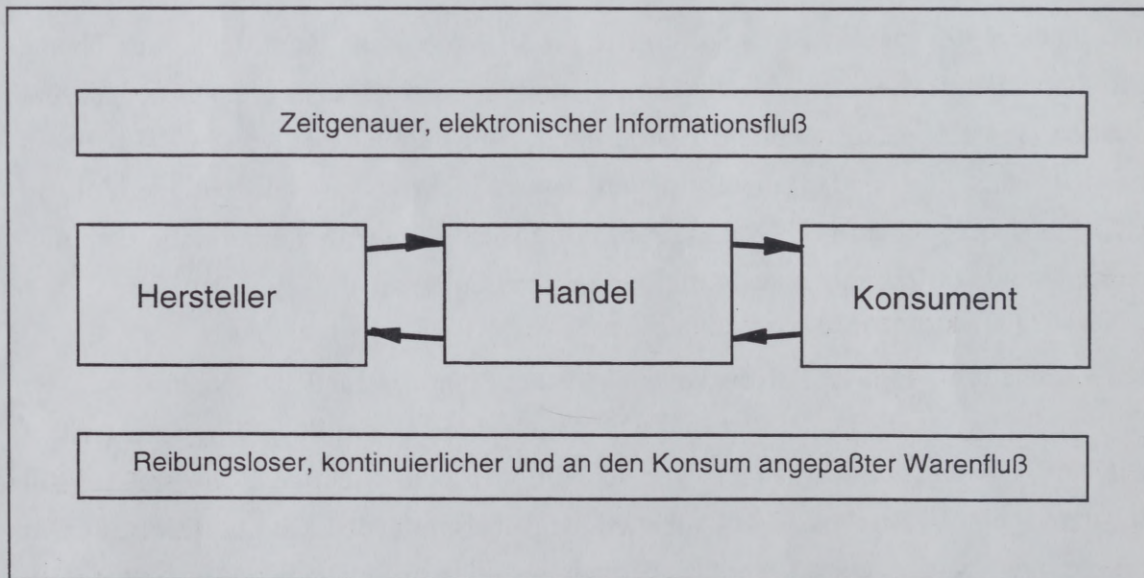 Zeitgenauer, elektronischer Informationsfluß
Hersteller
Handel
Konsument
Reibungsloser, kontinuierlicher und an den Konsum angepaßter Warenfluß